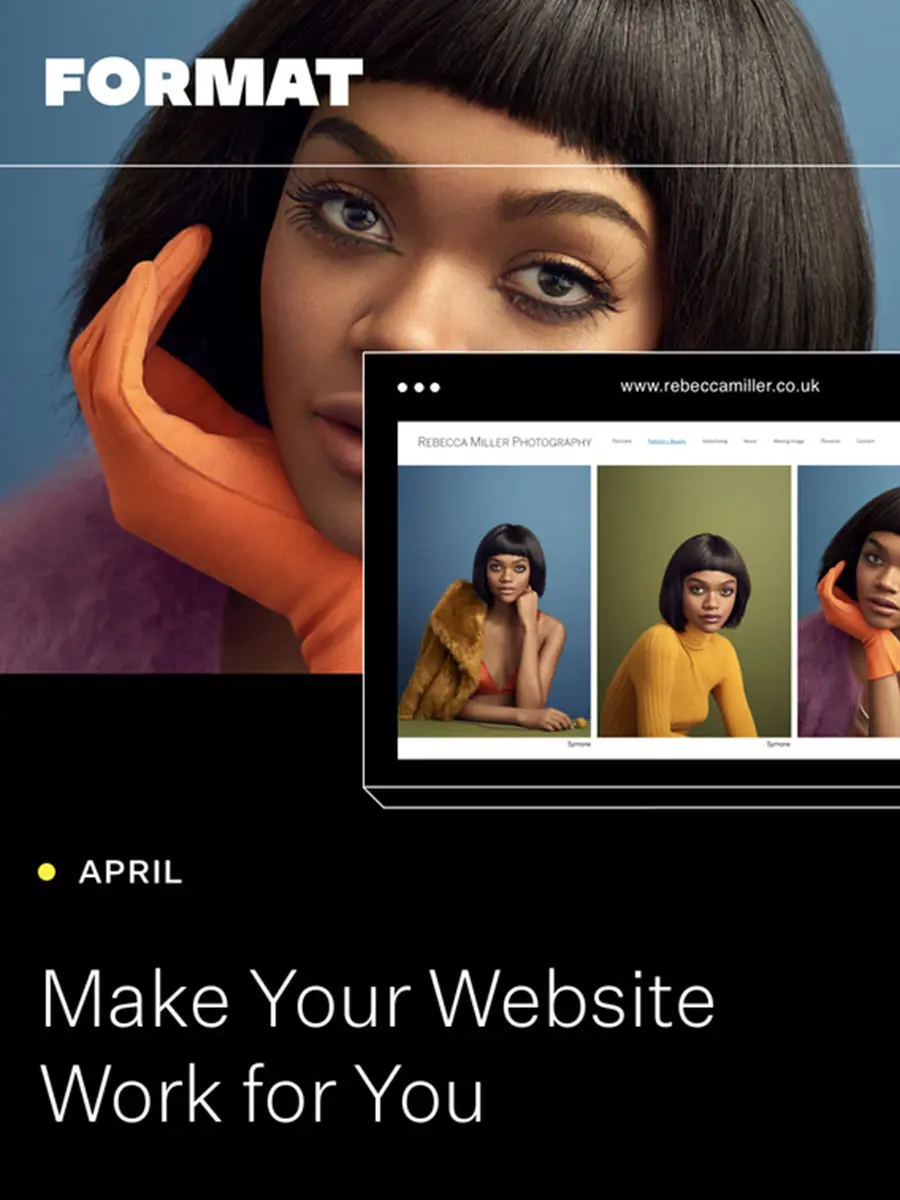 FORMAT
www.rebeccamiller.co.uk
REBECCA MILLER PHOTOGRAPHY
Portraits Fashion + Beauty Advertising About Moving Image Personal Contact
Symone
Symone
APRIL
Make Your Website
Work for You